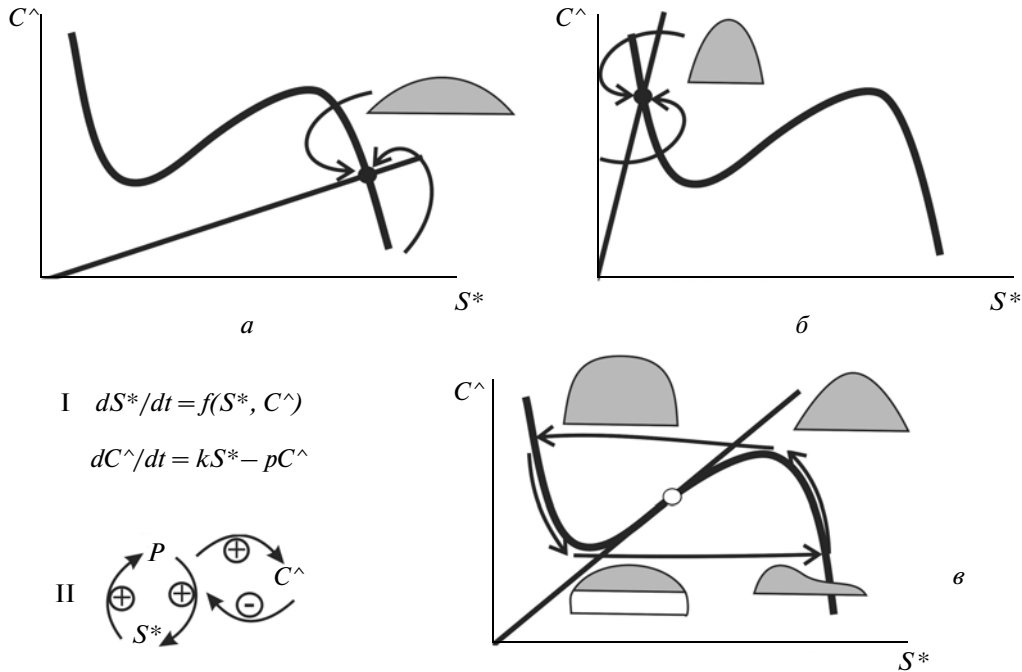 C^
S*
а
C^
S*
б
I dS*/dt = f(S*, C^)
dC^/dt = kS* – pC^
II
P
+
+
+
–
C^
S*
C^
S*
в